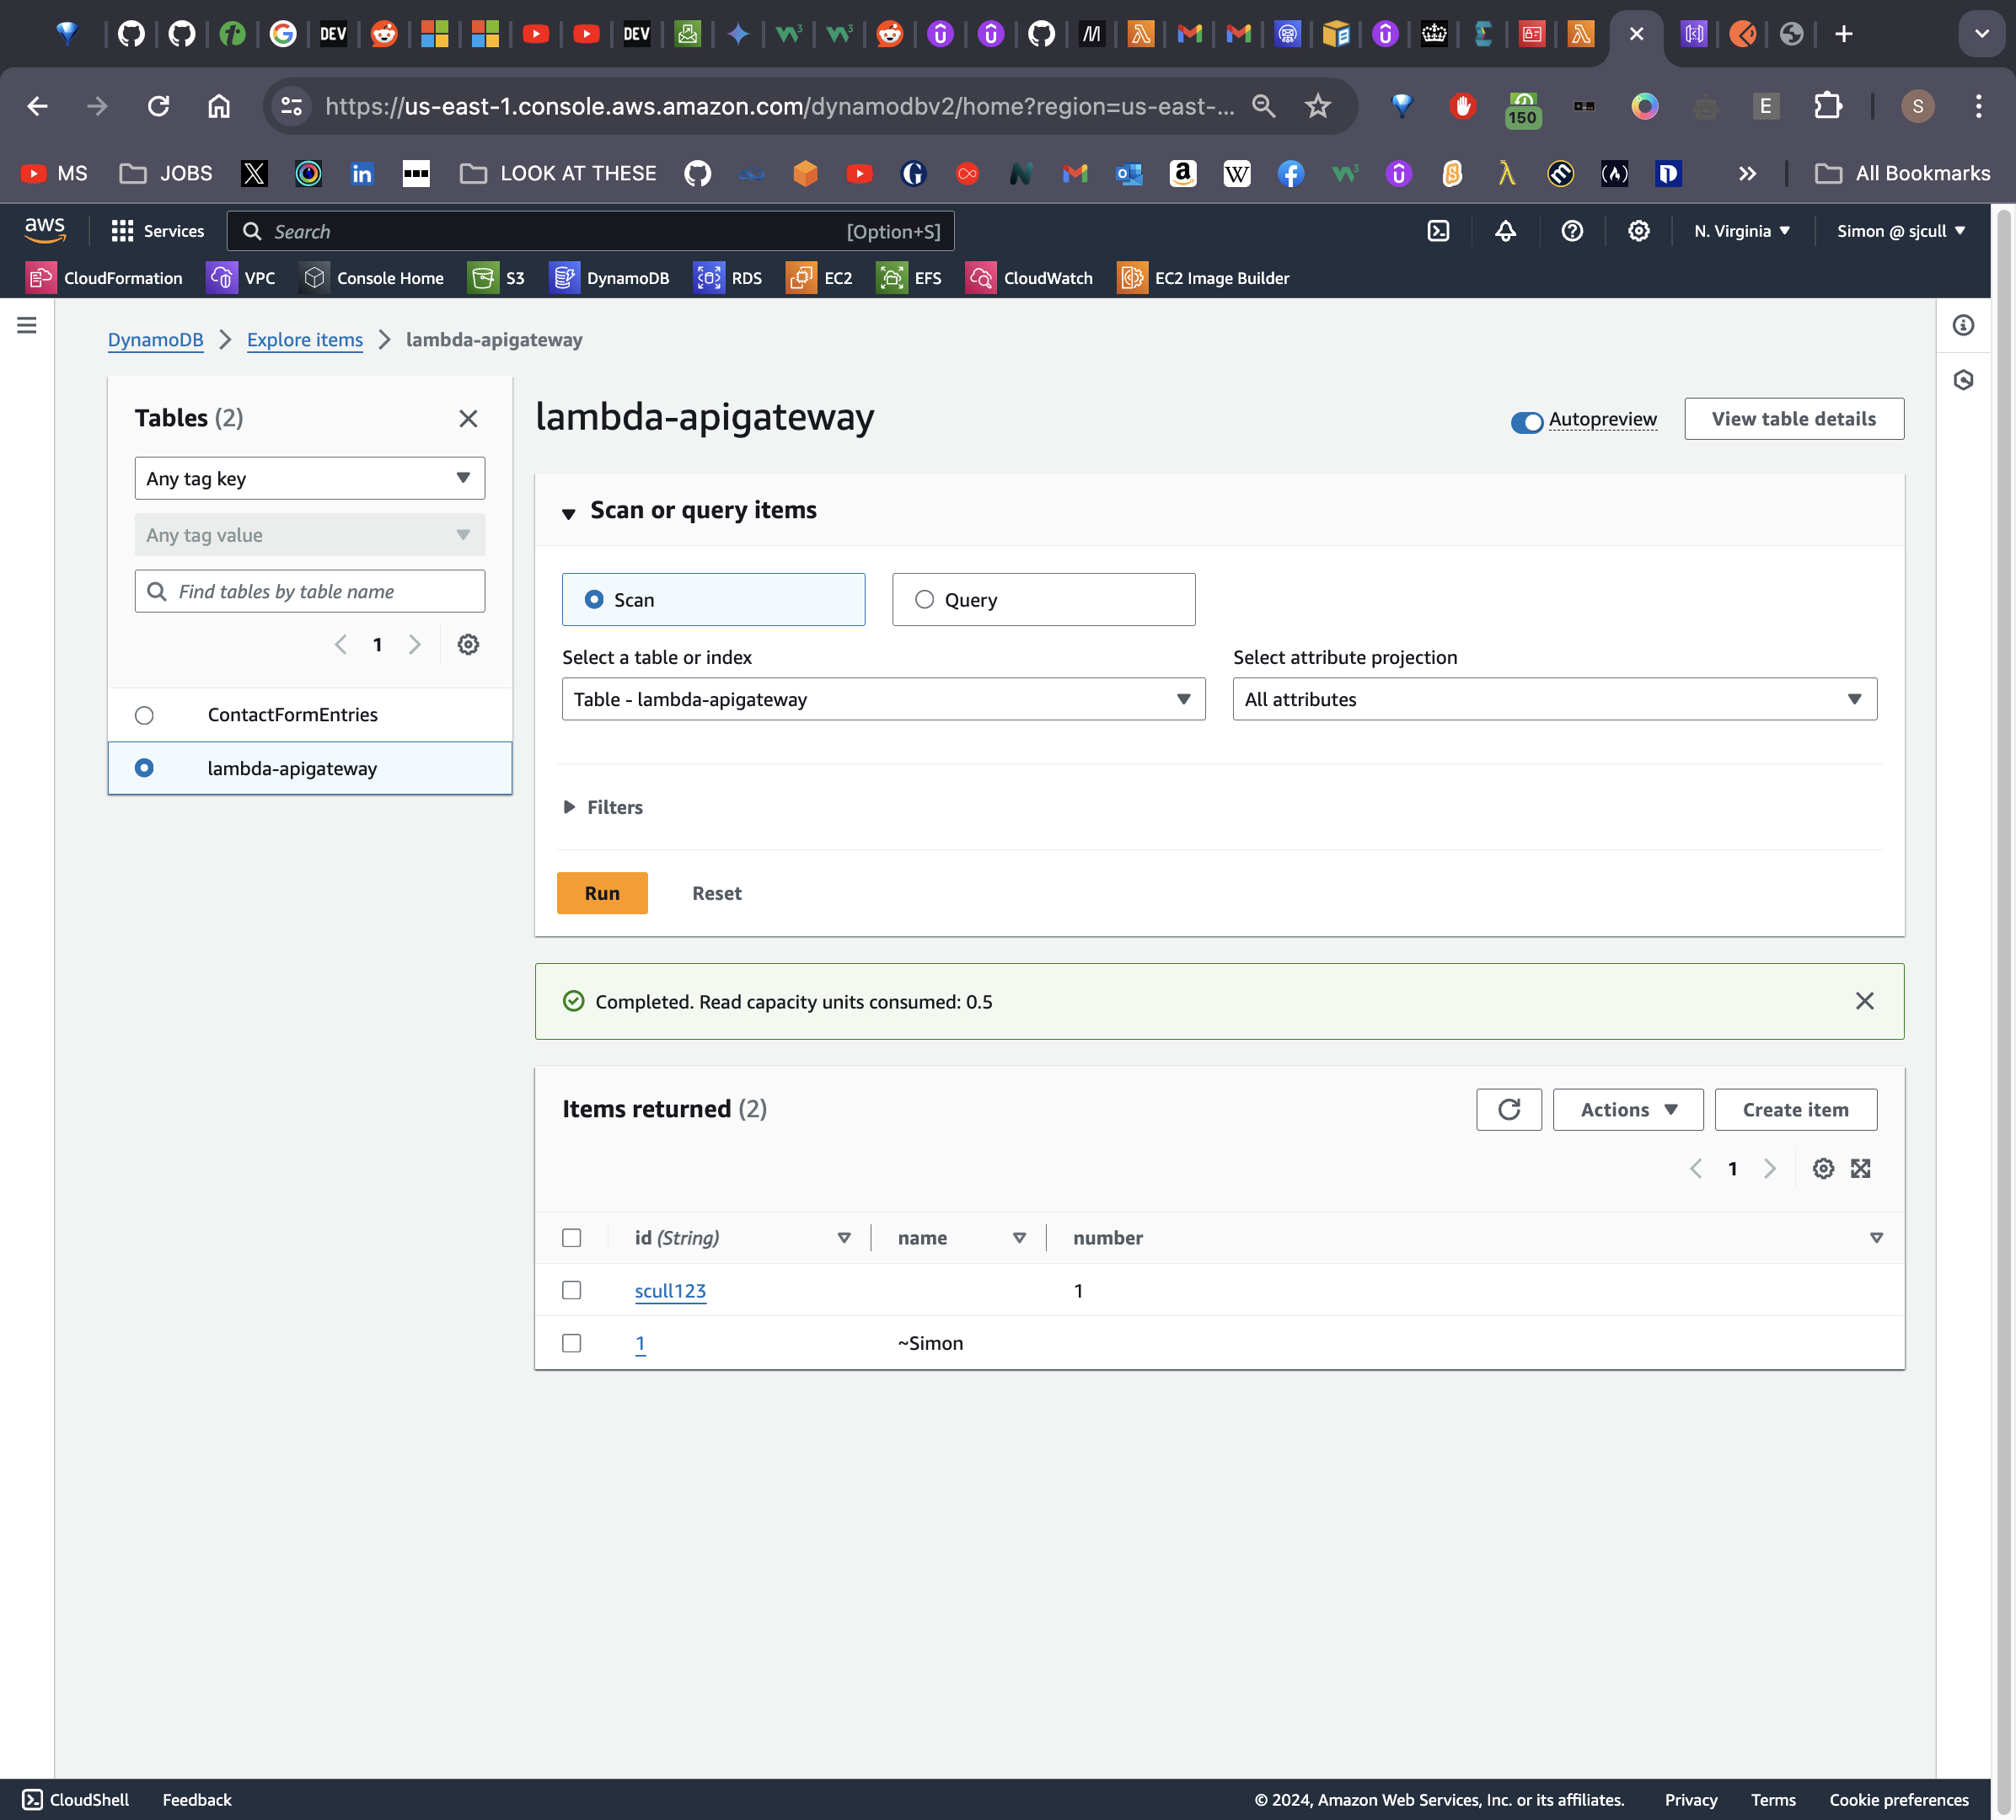 DEV
DEV
https://us-east-1.console.aws.amazon.com/dynamodbv2/home?region=us-east-...
150
E
S
MS
JOBS
LOOK AT THESE
All Bookmarks
aws
Services
Search
[Option+S]
N. Virginia
Simon @ sjcull
CloudFormation
VPC
Console Home
S3
DynamoDB
RDS
EC2
EFS
CloudWatch
EC2 Image Builder
DynamoDB
Explore items
lambda-apigateway
Tables (2)
Any tag key
Any tag value
Find tables by table name
1
ContactFormEntries
lambda-apigateway
lambda-apigateway
Autopreview
View table details
Scan or query items
Scan
Query
Select a table or index
Select attribute projection
Table - lambda-apigateway
All attributes
Filters
Run
Reset
Completed. Read capacity units consumed: 0.5
Items returned (2)
Actions
Create item
1
id (String)
name
number
scull123
1
1
~Simon
CloudShell
Feedback
© 2024, Amazon Web Services, Inc. or its affiliates.
Privacy
Terms
Cookie preferences